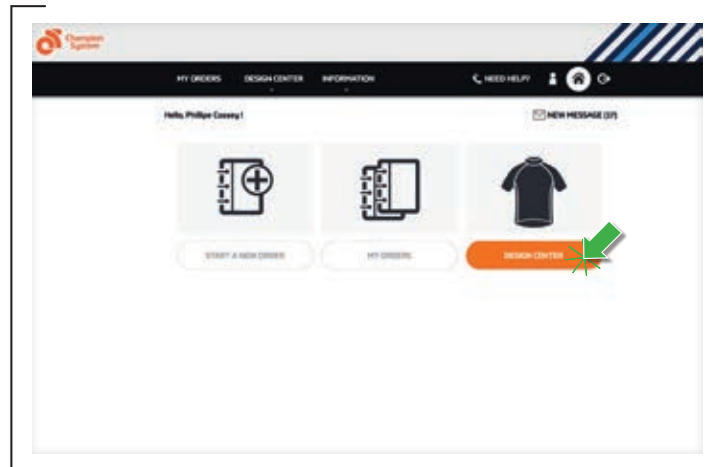 Champion
System
MY ORDERS DESIGN CENTER INFORMATION NEED HELP?
Hello, Phillipe Cossey ! NEW MESSAGE (17)
START A NEW ORDER MY ORDERS DESIGN CENTER